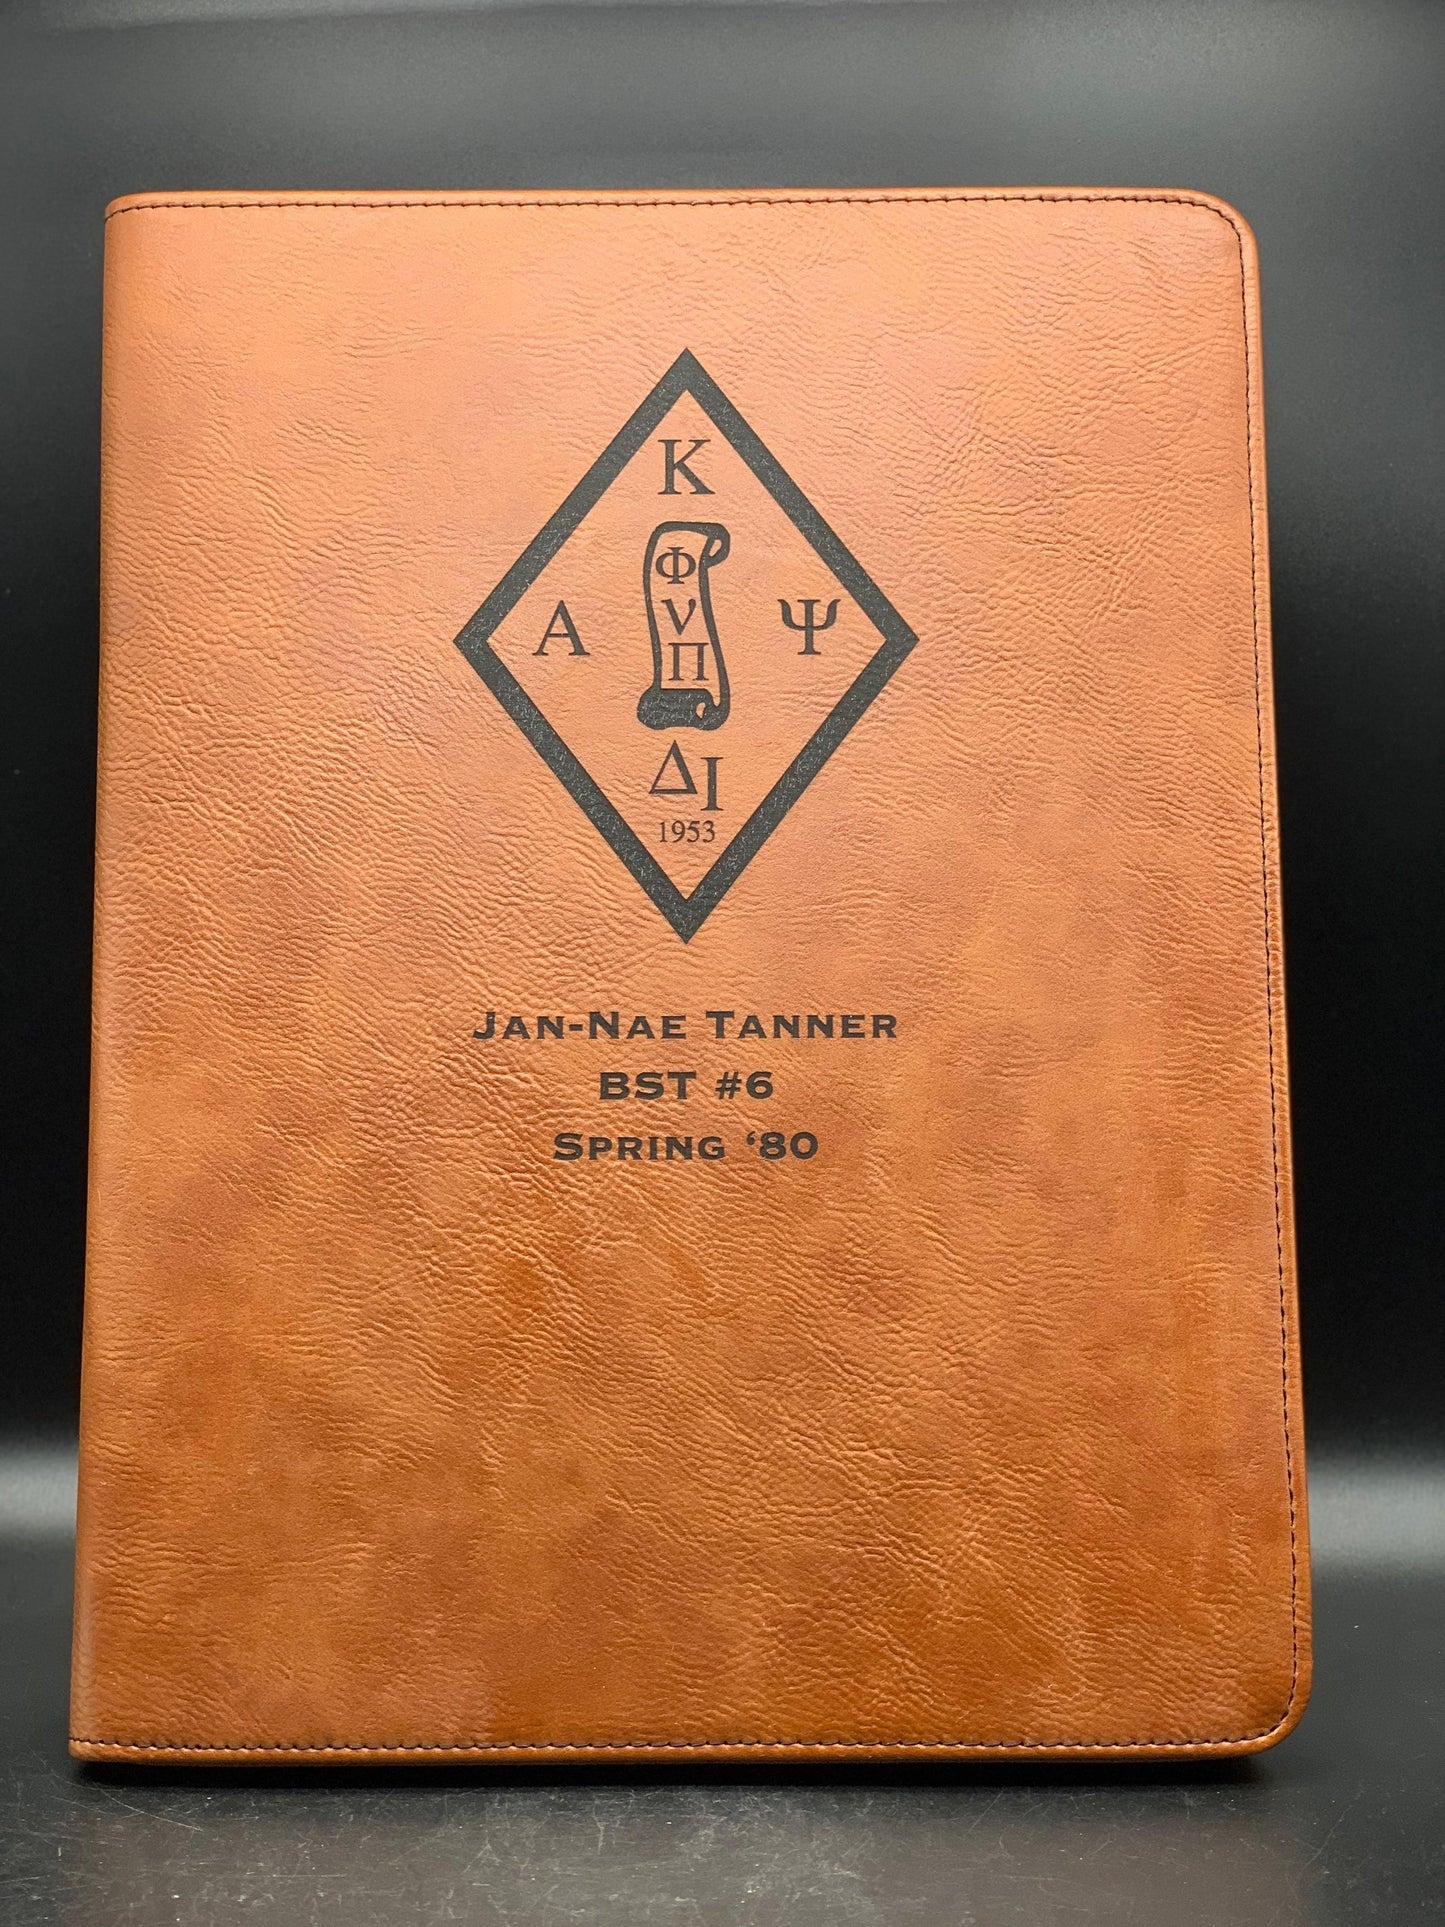 Κ
Φ
ν
Π
Α Ψ
ΔΙ
1953
JAN-NAE TANNER
BST #6
SPRING ‘80